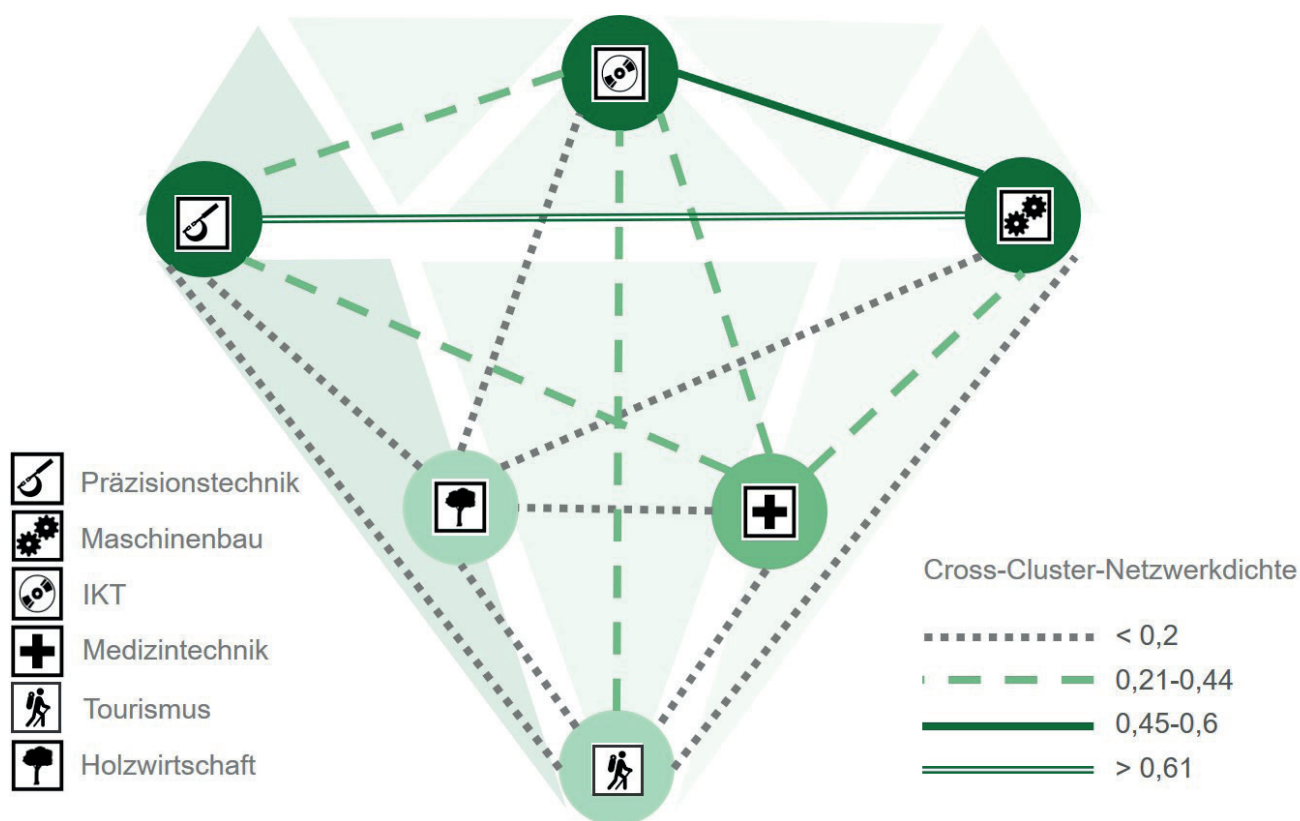 Präzisionstechnik
Maschinenbau
IKT
Medizintechnik
Tourismus
Holzwirtschaft
Cross-Cluster-Netzwerkdichte
< 0,2
0,21-0,44
0,45-0,6
> 0,61